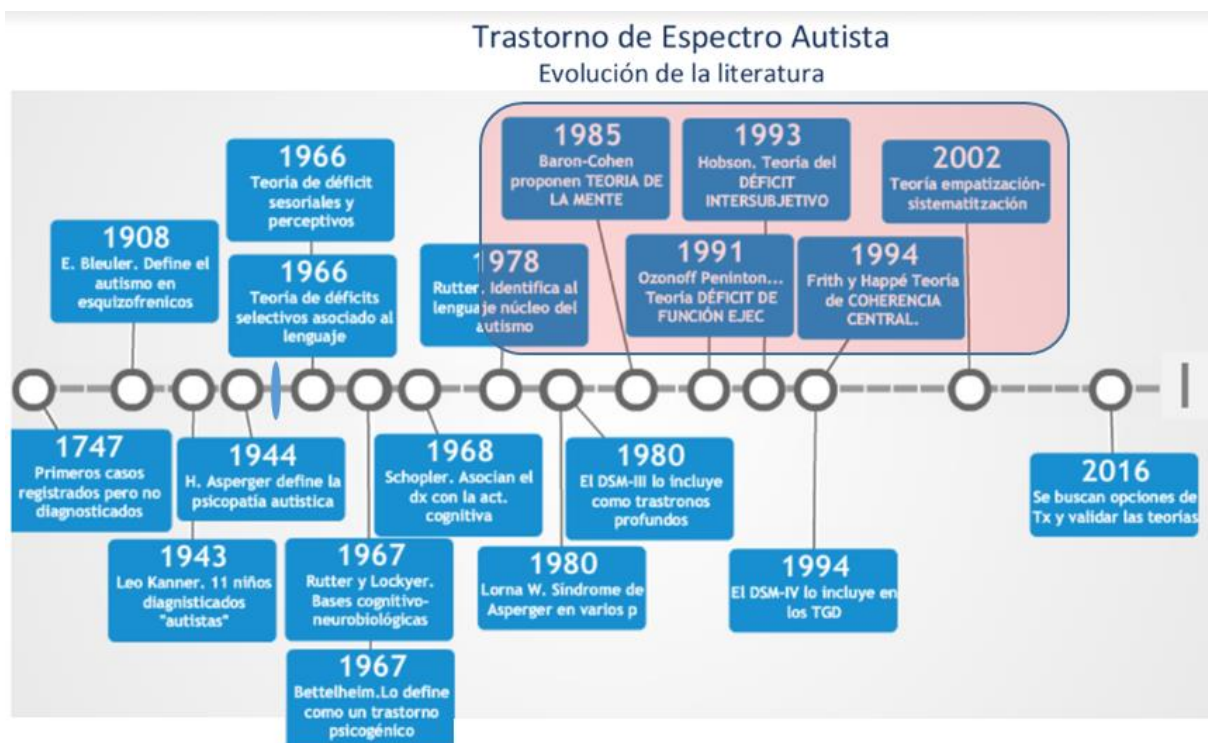 Trastorno de Espectro Autista
Evolución de la literatura
1966
Teoría de déficit
sesoriales y
perceptivos
1985
Baron-Cohen
proponen TEORIA DE
LA MENTE
1993
Hobson. Teoría del
DÉFICIT
INTERSUBJETIVO
2002
Teoría empatización-
sistematitzación
1908
E. Bleuler. Define el
autismo en
esquizofrenicos
1966
Teoría de déficits
selectivos asociado al
lenguaje
1978
Rutter. Identifica al
lenguaje núcleo del
autismo
1991
Ozonoff Peninton...
Teoría DÉFICIT DE
FUNCIÓN EJEC
1994
Frith y Happé Teoría
de COHERENCIA
CENTRAL.
1747
Primeros casos
registrados pero no
diagnosticados
1944
H. Asperger define la
psicopatía autistica
1968
Schopler. Asocian el
dx con la act.
cognitiva
1980
El DSM-III lo incluye
como trastronos
profundos
2016
Se buscan opciones de
Tx y validar las teorías
1943
Leo Kanner. 11 niños
diagnisticados
"autistas"
1967
Rutter y Lockyer.
Bases cognitivo-
neurobiológicas
1980
Lorna W. Síndrome de
Asperger en varios p
1994
El DSM-IV lo incluye en
los TGD
1967
Bettelheim.Lo define
como un trastorno
psicogénico